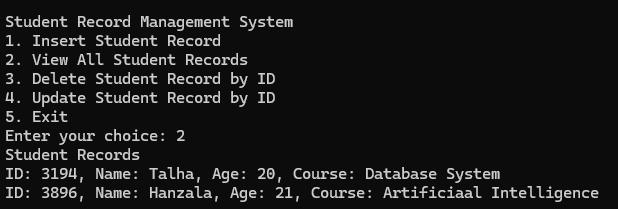 Student Record Management System
1. Insert Student Record
2. View All Student Records
3. Delete Student Record by ID
4. Update Student Record by ID
5. Exit
Enter your choice: 2
Student Records
ID: 3194, Name: Talha, Age: 20, Course: Database System
ID: 3896, Name: Hanzala, Age: 21, Course: Artificiaal Intelligence